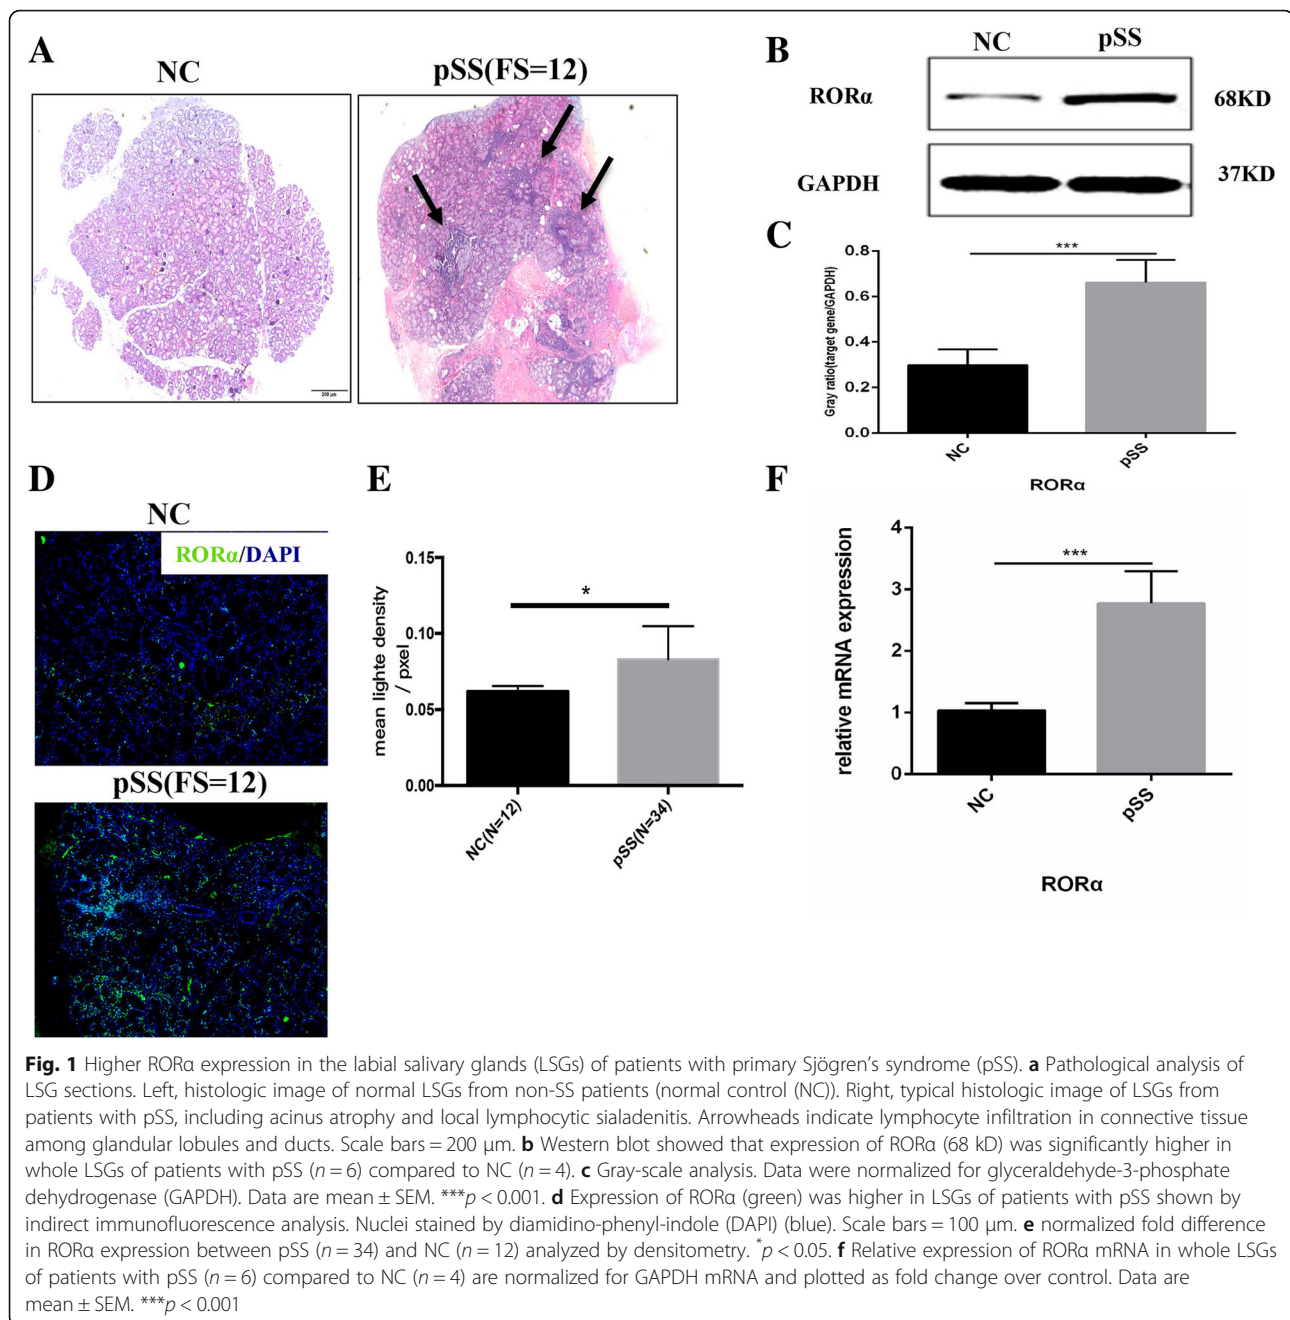 A
NC
pSS(FS=12)
200 µm
B
NC
pSS
RORα
68KD
GAPDH
37KD
C
Gray ratio(target gene/GAPDH)
0.8
0.6
0.4
0.2
0.0
***
NC
pSS
RORα
D
NC
RORα/DAPI
pSS(FS=12)
E
mean lighte density
/ pxel
0.15
0.10
0.05
0.00
*
NC(N=12)
pSS(N=34)
F
relative mRNA expression
4
3
2
1
0
***
NC
pSS
RORα
Fig. 1 Higher RORα expression in the labial salivary glands (LSGs) of patients with primary Sjögren's syndrome (pSS). a Pathological analysis of
LSG sections. Left, histologic image of normal LSGs from non-SS patients (normal control (NC)). Right, typical histologic image of LSGs from
patients with pSS, including acinus atrophy and local lymphocytic sialadenitis. Arrowheads indicate lymphocyte infiltration in connective tissue
among glandular lobules and ducts. Scale bars = 200 μm. b Western blot showed that expression of RORα (68 kD) was significantly higher in
whole LSGs of patients with pSS (n = 6) compared to NC (n = 4). c Gray-scale analysis. Data were normalized for glyceraldehyde-3-phosphate
dehydrogenase (GAPDH). Data are mean ± SEM. ***p < 0.001. d Expression of RORα (green) was higher in LSGs of patients with pSS shown by
indirect immunofluorescence analysis. Nuclei stained by diamidino-phenyl-indole (DAPI) (blue). Scale bars = 100 μm. e normalized fold difference
in RORα expression between pSS (n = 34) and NC (n = 12) analyzed by densitometry. *p < 0.05. f Relative expression of RORα mRNA in whole LSGs
of patients with pSS (n = 6) compared to NC (n = 4) are normalized for GAPDH mRNA and plotted as fold change over control. Data are
mean ± SEM. ***p < 0.001